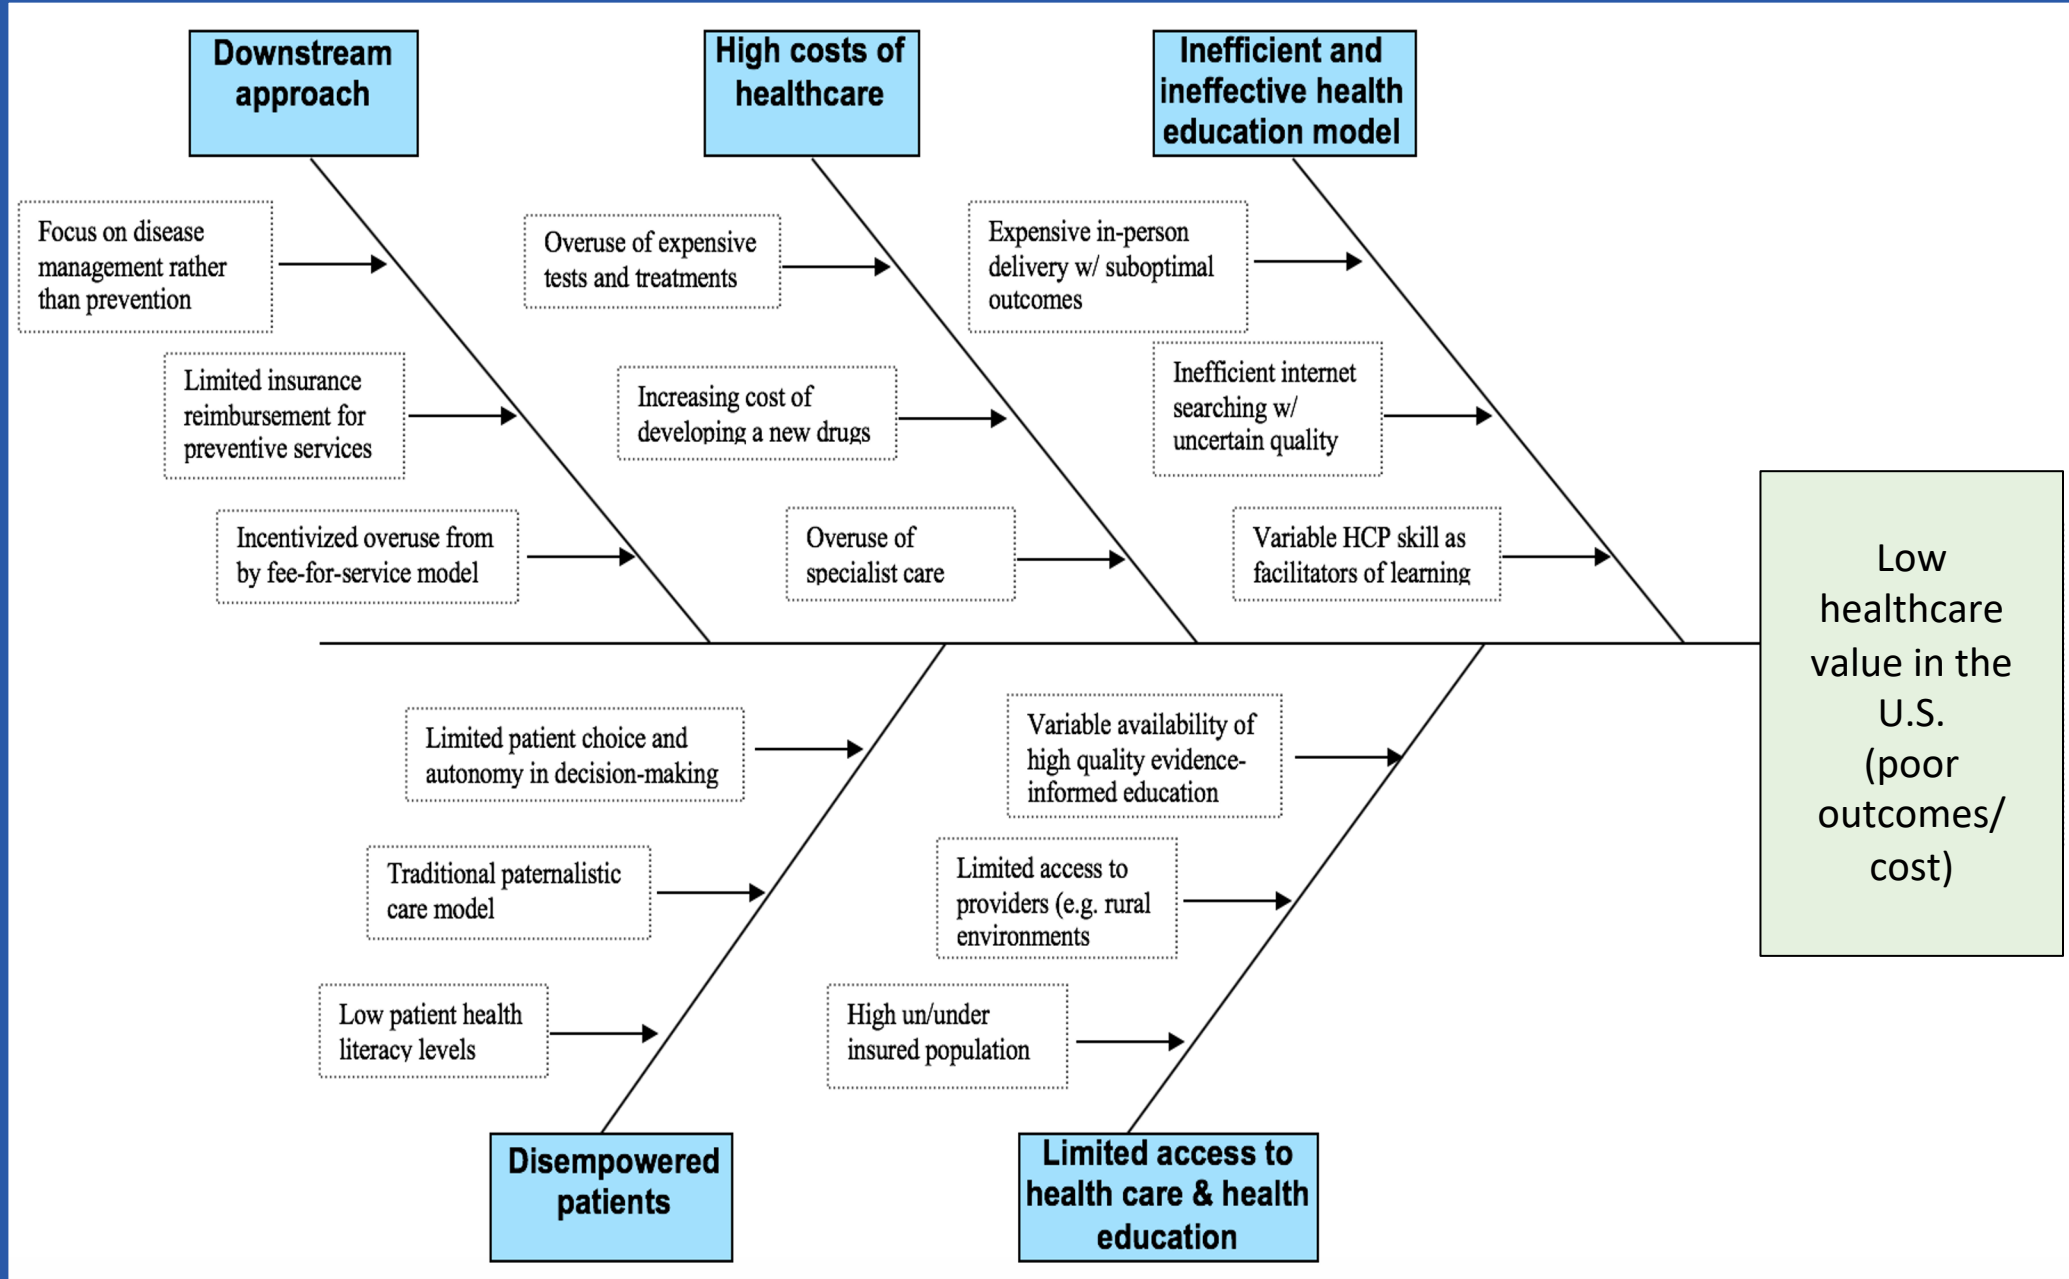 Downstream
approach
High costs of
healthcare
Inefficient and
ineffective health
education model
Focus on disease
management rather
than prevention
Overuse of expensive
tests and treatments
Expensive in-person
delivery w/ suboptimal
outcomes
Limited insurance
reimbursement for
preventive services
Increasing cost of
developing a new drugs
Inefficient internet
searching w/
uncertain quality
Incentivized overuse from
by fee-for-service model
Overuse of
specialist care
Variable HCP skill as
facilitators of learning
Low
healthcare
value in the
U.S.
(poor
outcomes/
cost)
Limited patient choice and
autonomy in decision-making
Variable availability of
high quality evidence-
informed education
Traditional paternalistic
care model
Limited access to
providers (e.g. rural
environments
Low patient health
literacy levels
High un/under
insured population
Disempowered
patients
Limited access to
health care & health
education